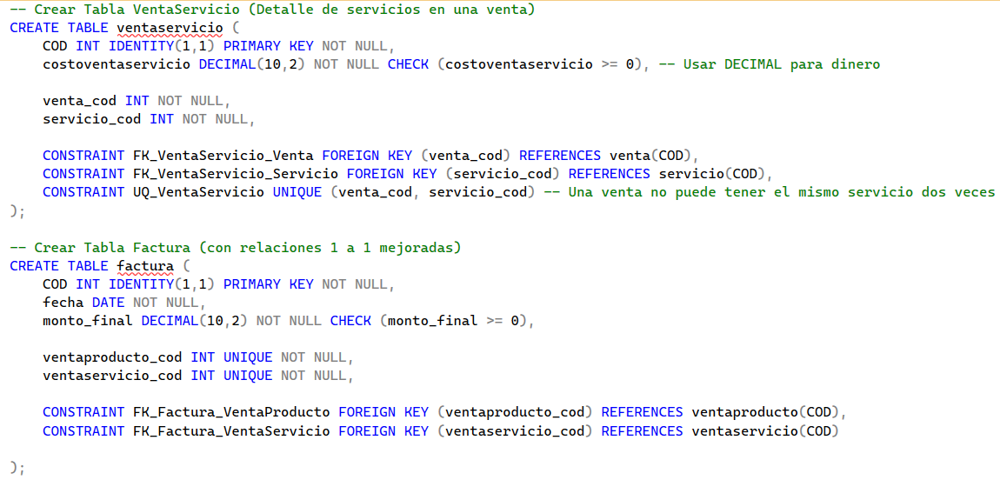 -- Crear Tabla VentaServicio (Detalle de servicios en una venta)
CREATE TABLE ventaservicio (
    COD INT IDENTITY(1,1) PRIMARY KEY NOT NULL,
    costoventaservicio DECIMAL(10,2) NOT NULL CHECK (costoventaservicio >= 0), -- Usar DECIMAL para dinero

    venta_cod INT NOT NULL,
    servicio_cod INT NOT NULL,

    CONSTRAINT FK_VentaServicio_Venta FOREIGN KEY (venta_cod) REFERENCES venta(COD),
    CONSTRAINT FK_VentaServicio_Servicio FOREIGN KEY (servicio_cod) REFERENCES servicio(COD),
    CONSTRAINT UQ_VentaServicio UNIQUE (venta_cod, servicio_cod) -- Una venta no puede tener el mismo servicio dos veces
);

-- Crear Tabla Factura (con relaciones 1 a 1 mejoradas)
CREATE TABLE factura (
    COD INT IDENTITY(1,1) PRIMARY KEY NOT NULL,
    fecha DATE NOT NULL,
    monto_final DECIMAL(10,2) NOT NULL CHECK (monto_final >= 0),

    ventaproducto_cod INT UNIQUE NOT NULL,
    ventaservicio_cod INT UNIQUE NOT NULL,

    CONSTRAINT FK_Factura_VentaProducto FOREIGN KEY (ventaproducto_cod) REFERENCES ventaproducto(COD),
    CONSTRAINT FK_Factura_VentaServicio FOREIGN KEY (ventaservicio_cod) REFERENCES ventaservicio(COD)

);